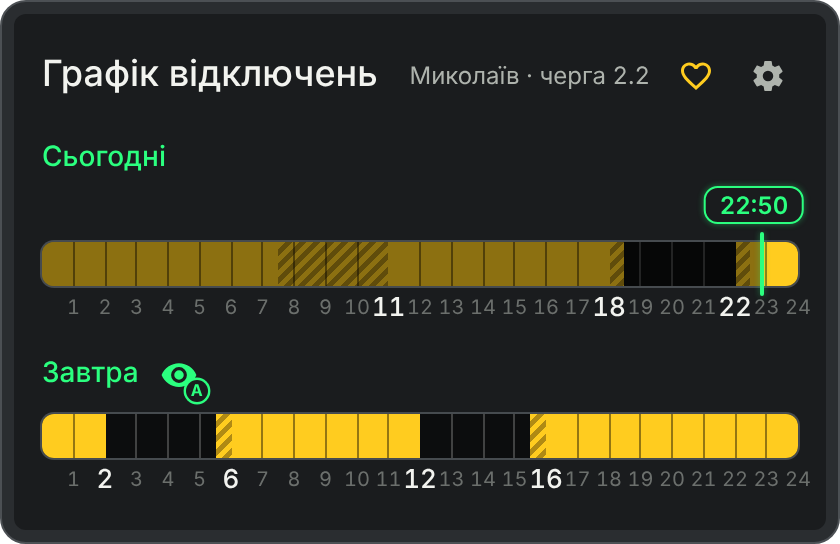 Графік відключень Миколаїв · черга 2.2
Сьогодні
22:50
1 2 3 4 5 6 7 8 9 10 11 12 13 14 15 16 17 18 19 20 21 22 23 24
Завтра A
1 2 3 4 5 6 7 8 9 10 11 12 13 14 15 16 17 18 19 20 21 22 23 24